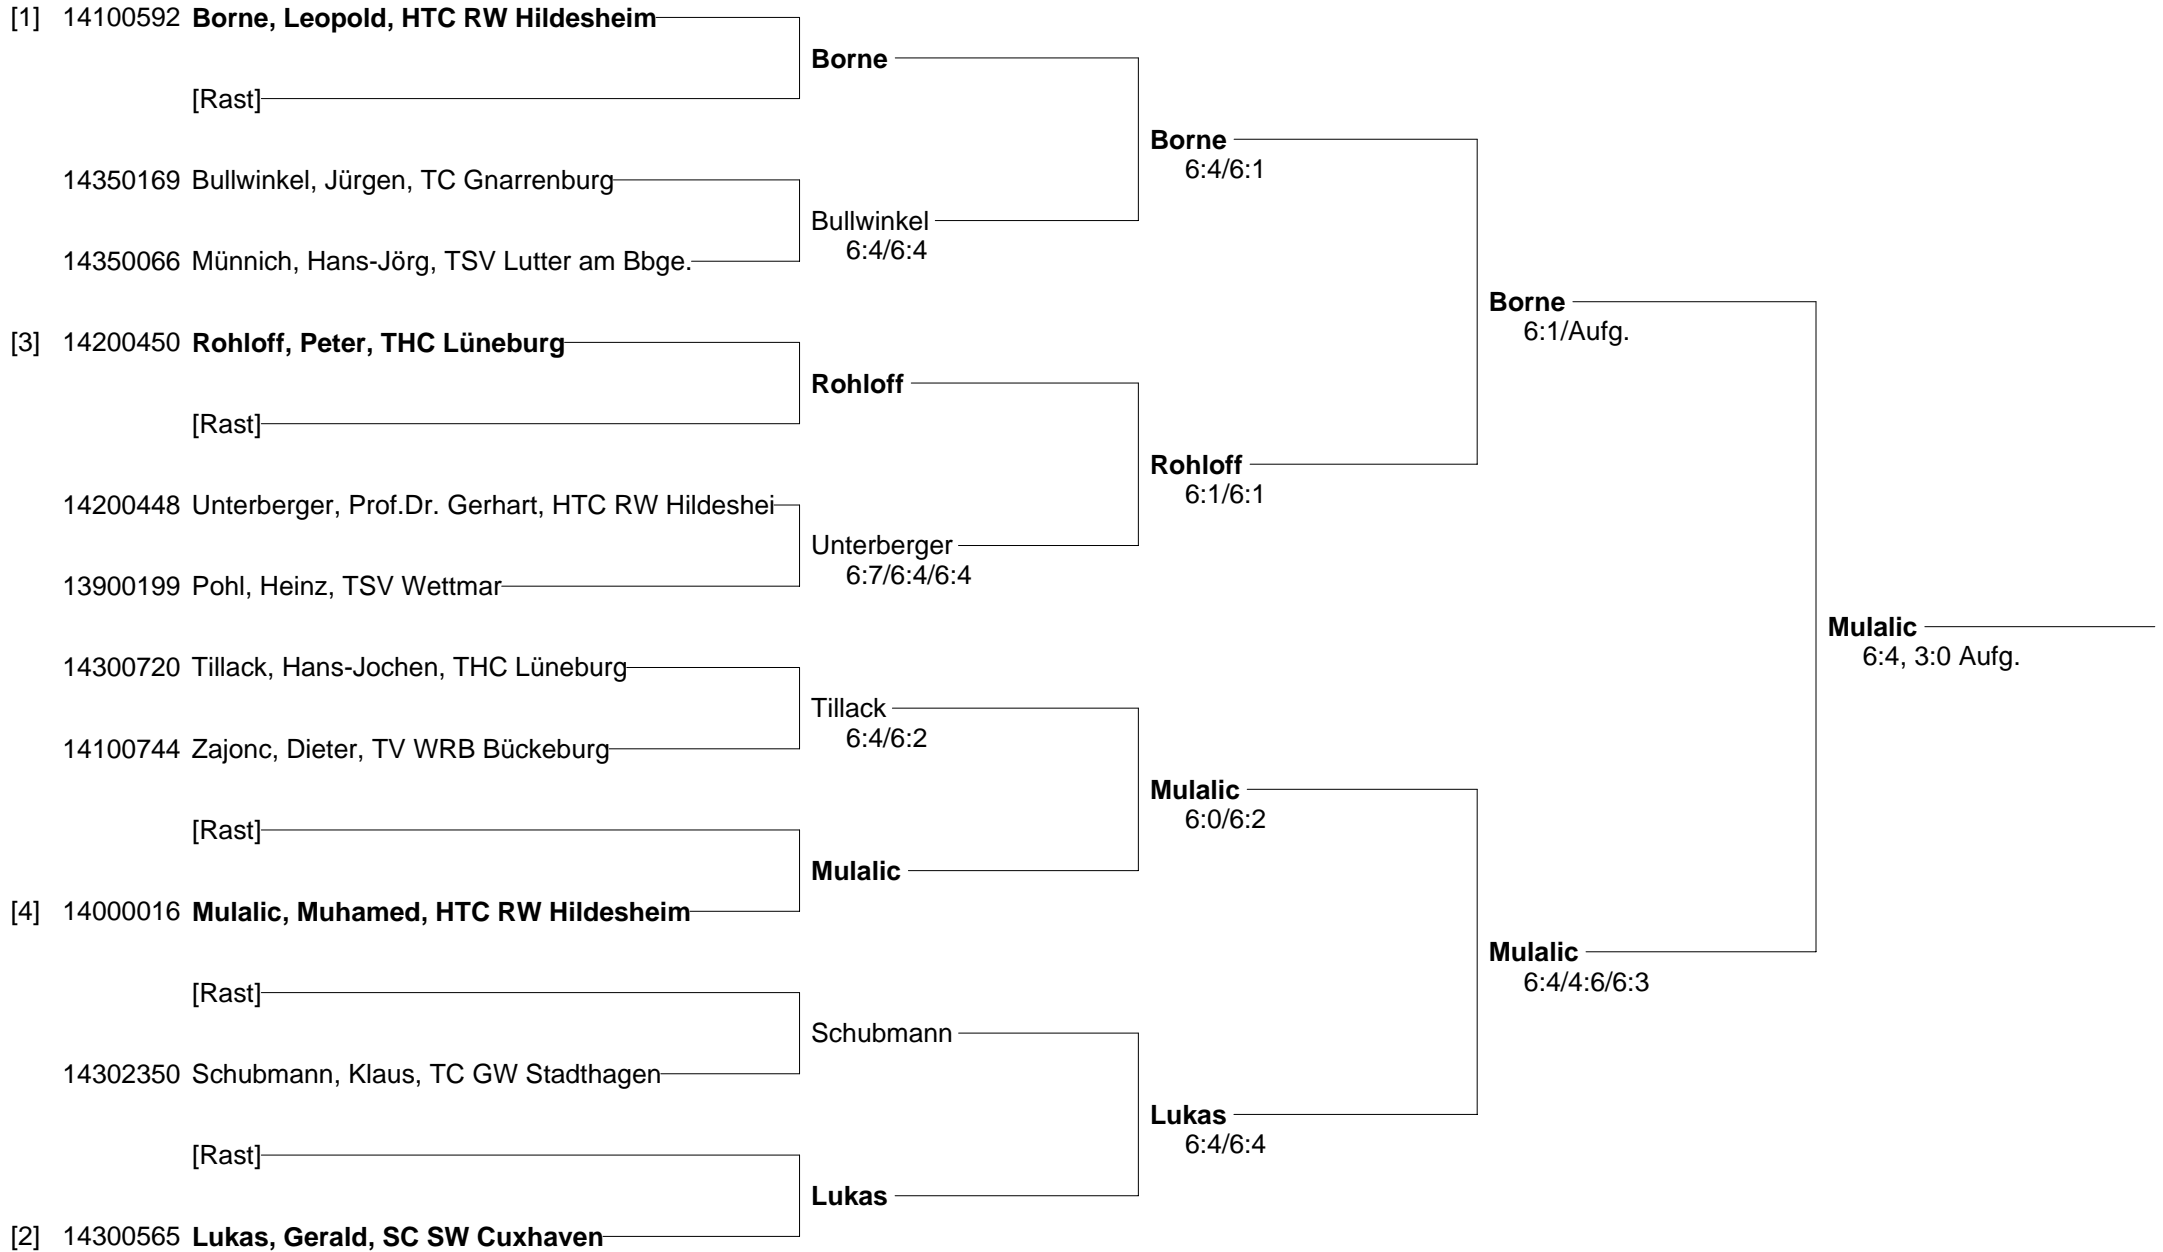 [1] 14100592 Borne, Leopold, HTC RW Hildesheim
Borne
[Rast]
Borne
6:4/6:1
14350169 Bullwinkel, Jürgen, TC Gnarrenburg
Bullwinkel
6:4/6:4
14350066 Münnich, Hans-Jörg, TSV Lutter am Bbge.
Borne
6:1/Aufg.
[3] 14200450 Rohloff, Peter, THC Lüneburg
Rohloff
[Rast]
Rohloff
6:1/6:1
14200448 Unterberger, Prof.Dr. Gerhart, HTC RW Hildeshei
Unterberger
6:7/6:4/6:4
13900199 Pohl, Heinz, TSV Wettmar
Mulalic
6:4, 3:0 Aufg.
14300720 Tillack, Hans-Jochen, THC Lüneburg
Tillack
6:4/6:2
14100744 Zajonc, Dieter, TV WRB Bückeburg
Mulalic
6:0/6:2
[Rast]
Mulalic
[4] 14000016 Mulalic, Muhamed, HTC RW Hildesheim
Mulalic
6:4/4:6/6:3
[Rast]
Schubmann
14302350 Schubmann, Klaus, TC GW Stadthagen
Lukas
6:4/6:4
[Rast]
Lukas
[2] 14300565 Lukas, Gerald, SC SW Cuxhaven